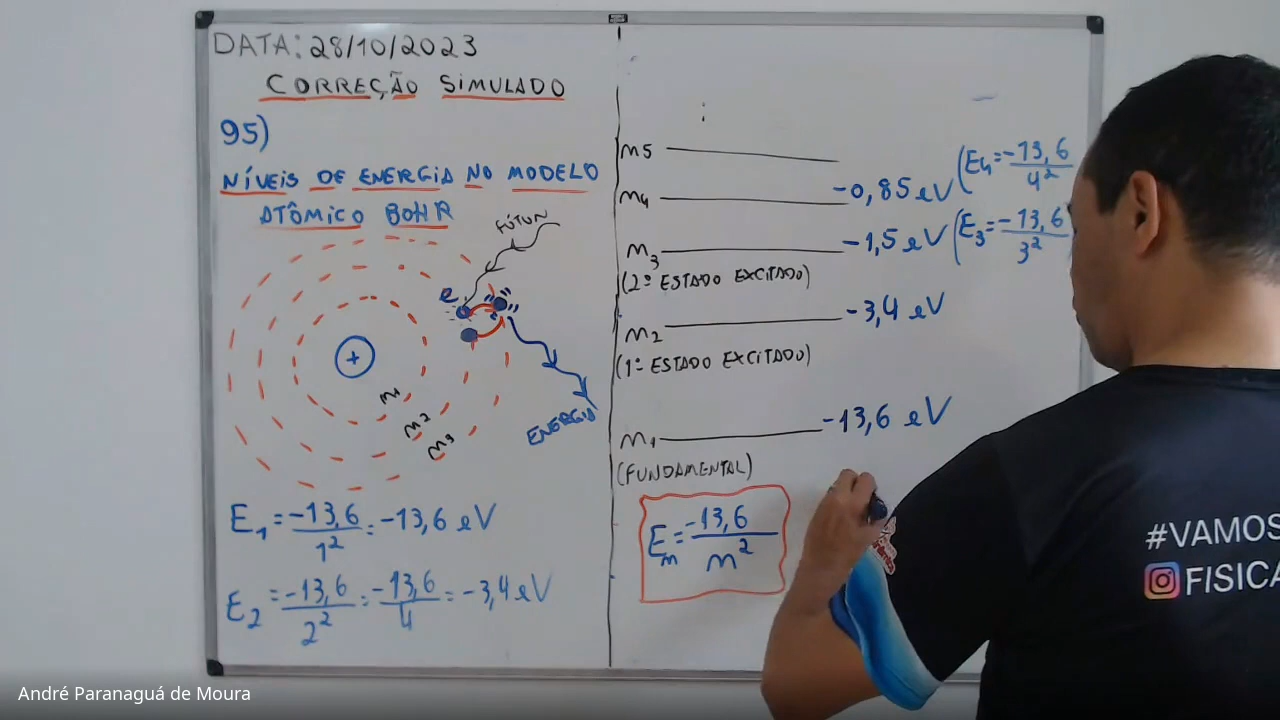 DATA: 28/10/2023
CORREÇÃO SIMULADO
95)
NÍVEIS DE ENERGIA NO MODELO
ATÔMICO BOHR
FÓTON
e
+
n1
n2
n3
ENERGIA
E1 = -13,6/1² = -13,6 eV
E2 = -13,6/2² = -13,6/4 = -3,4 eV
n5
n4 -0,85 eV (E4 = -13,6/4²
n3 -1,5 eV (E3 = -13,6/3²
(2º ESTADO EXCITADO)
n2 -3,4 eV
(1º ESTADO EXCITADO)
n1 -13,6 eV
(FUNDAMENTAL)
En = -13,6/n²
#VAMOS
FISICA
André Paranaguá de Moura